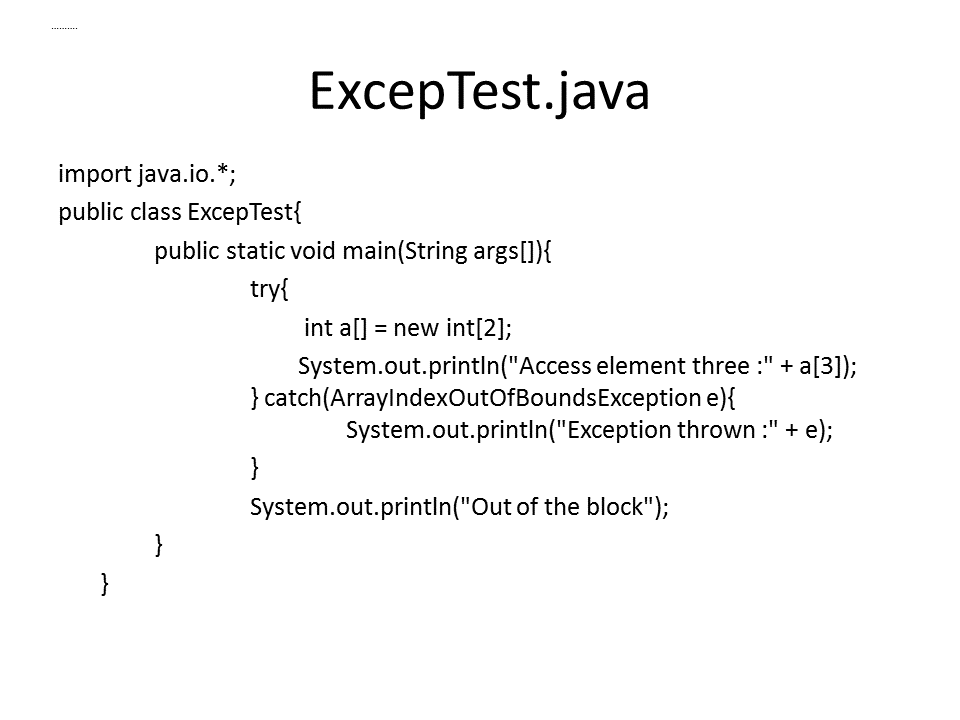 ..........
ExcepTest.java
import java.io.*;
public class ExcepTest{
public static void main(String args[]){
try{
int a[] = new int[2];
System.out.println("Access element three :" + a[3]);
} catch(ArrayIndexOutOfBoundsException e){
System.out.println("Exception thrown :" + e);
}
System.out.println("Out of the block");
}
}